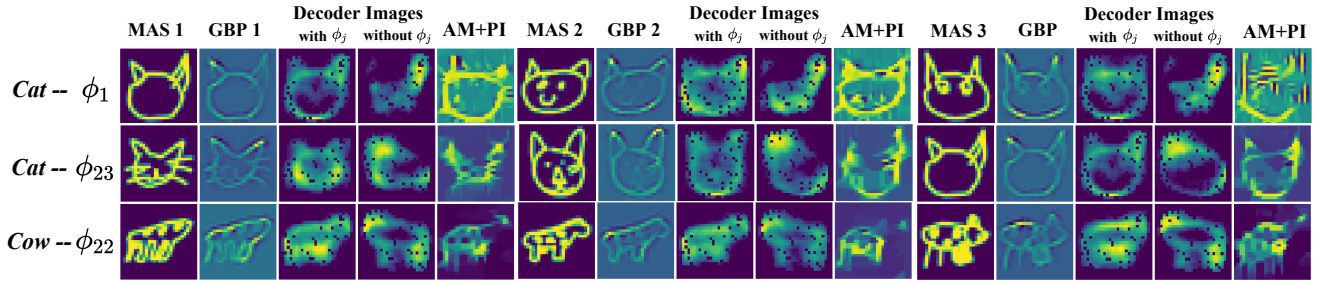 MAS 1 GBP 1 Decoder Images with ϕj without ϕj AM+PI MAS 2 GBP 2 Decoder Images with ϕj without ϕj AM+PI MAS 3 GBP Decoder Images with ϕj without ϕj AM+PI
Cat -- ϕ1
Cat -- ϕ23
Cow -- ϕ22